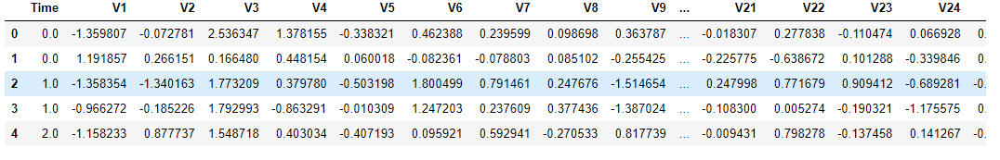 Time V1 V2 V3 V4 V5 V6 V7 V8 V9 ... V21 V22 V23 V24
0 0.0 -1.359807 -0.072781 2.536347 1.378155 -0.338321 0.462388 0.239599 0.098698 0.363787 ... -0.018307 0.277838 -0.110474 0.066928 0.
1 0.0 1.191857 0.266151 0.166480 0.448154 0.060018 -0.082361 -0.078803 0.085102 -0.255425 ... -0.225775 -0.638672 0.101288 -0.339846 0.
2 1.0 -1.358354 -1.340163 1.773209 0.379780 -0.503198 1.800499 0.791461 0.247676 -1.514654 ... 0.247998 0.771679 0.909412 -0.689281 -0.
3 1.0 -0.966272 -0.185226 1.792993 -0.863291 -0.010309 1.247203 0.237609 0.377436 -1.387024 ... -0.108300 0.005274 -0.190321 -1.175575 0.
4 2.0 -1.158233 0.877737 1.548718 0.403034 -0.407193 0.095921 0.592941 -0.270533 0.817739 ... -0.009431 0.798278 -0.137458 0.141267 -0.